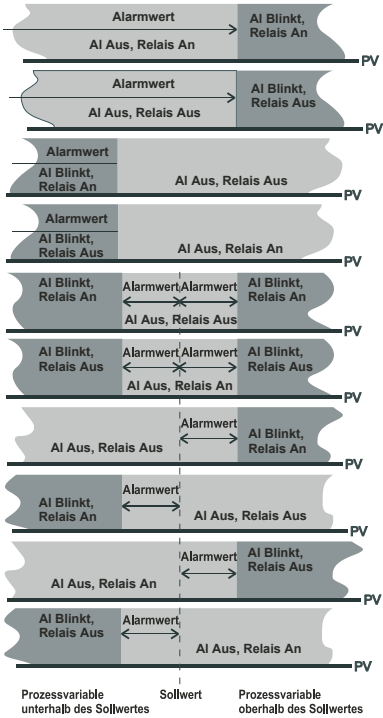 Alarmwert
Al Blinkt,
Relais An
Al Aus, Relais An
PV
Alarmwert
Al Blinkt,
Relais Aus
Al Aus, Relais Aus
PV
Alarmwert
Al Blinkt,
Relais An
Al Aus, Relais Aus
PV
Alarmwert
Al Blinkt,
Relais Aus
Al Aus, Relais An
PV
Al Blinkt,
Relais An
Alarmwert Alarmwert
Al Aus, Relais Aus
Al Blinkt,
Relais An
PV
Al Blinkt,
Relais Aus
Alarmwert Alarmwert
Al Aus, Relais An
Al Blinkt,
Relais Aus
PV
Al Aus, Relais Aus
Alarmwert
Al Blinkt,
Relais An
PV
Al Blinkt,
Relais An
Alarmwert
Al Aus, Relais Aus
PV
Al Aus, Relais An
Alarmwert
Al Blinkt,
Relais Aus
PV
Al Blinkt,
Relais Aus
Alarmwert
Al Aus, Relais An
PV
Prozessvariable
unterhalb des Sollwertes
Sollwert
Prozessvariable
oberhalb des Sollwertes